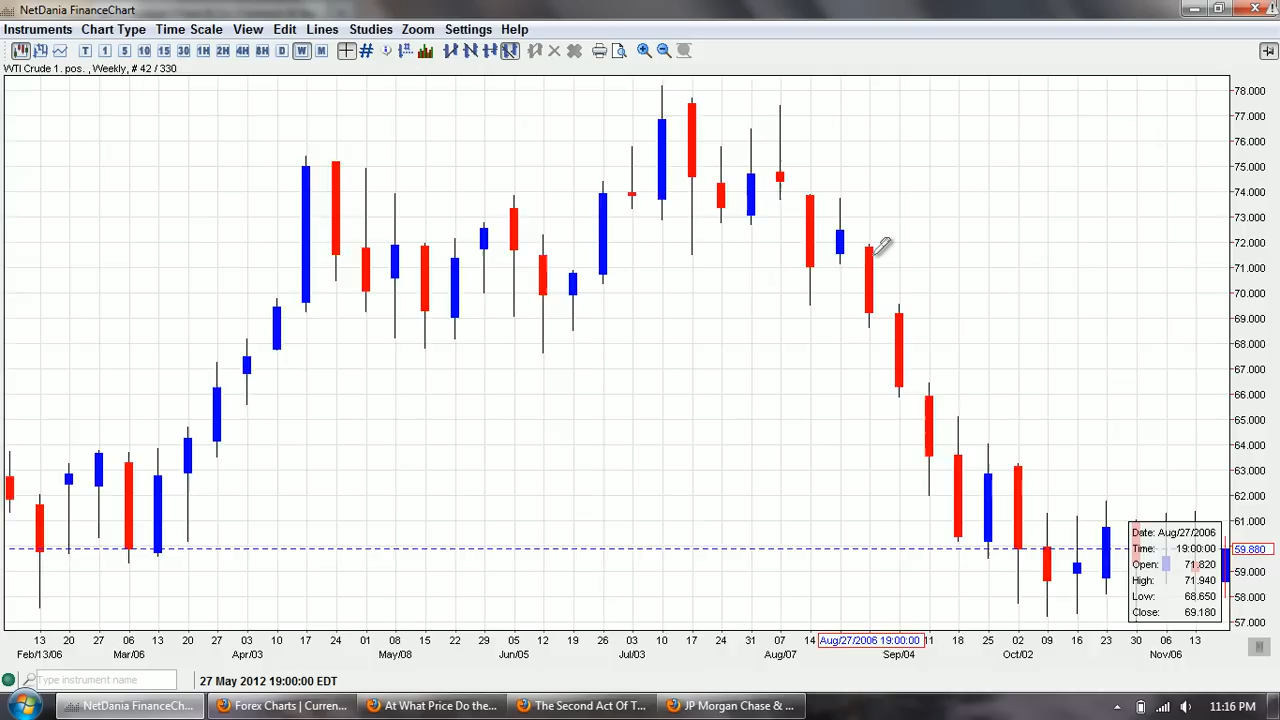 NetDania FinanceChart
Instruments Chart Type Time Scale View Edit Lines Studies Zoom Settings Help
T 1 5 10 15 30 1H 2H 4H 8H D W M
WTI Crude 1. pos. , Weekly, # 42 / 330
78.000
77.000
76.000
75.000
74.000
73.000
72.000
71.000
70.000
69.000
68.000
67.000
66.000
65.000
64.000
63.000
62.000
61.000
59.880
59.000
58.000
57.000
Date: Aug/27/2006
Time: 19:00:00
Open: 71.820
High: 71.940
Low: 68.650
Close: 69.180
13 20 27 06 13 20 27 03 10 17 24 01 08 15 22 29 05 12 19 26 03 10 17 24 31 07 14 Aug/27/2006 19:00:00 11 18 25 02 09 16 23 30 06 13
Feb/13/06 Mar/06 Apr/03 May/08 Jun/05 Jul/03 Aug/07 Sep/04 Oct/02 Nov/06
Type instrument name 27 May 2012 19:00:00 EDT
NetDania FinanceCh... Forex Charts | Curren... At What Price Do the... The Second Act Of T... JP Morgan Chase & ... 11:16 PM